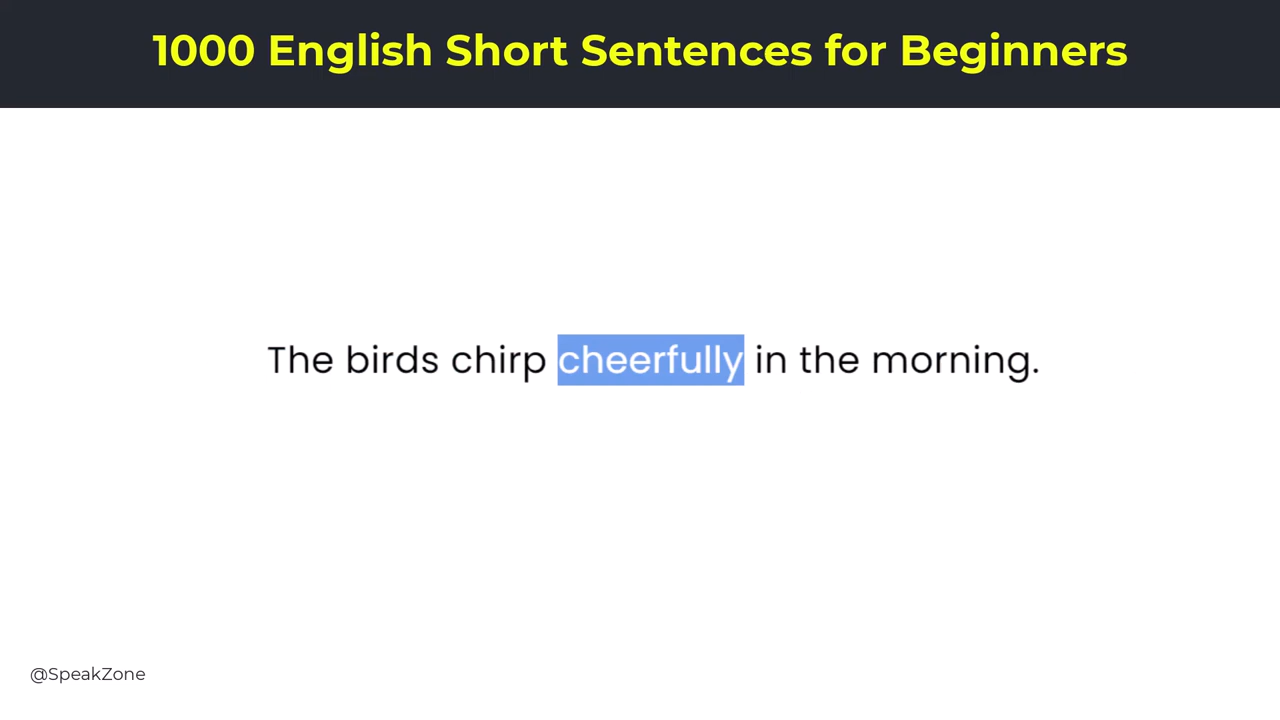 1000 English Short Sentences for Beginners
The birds chirp cheerfully in the morning.
@SpeakZone